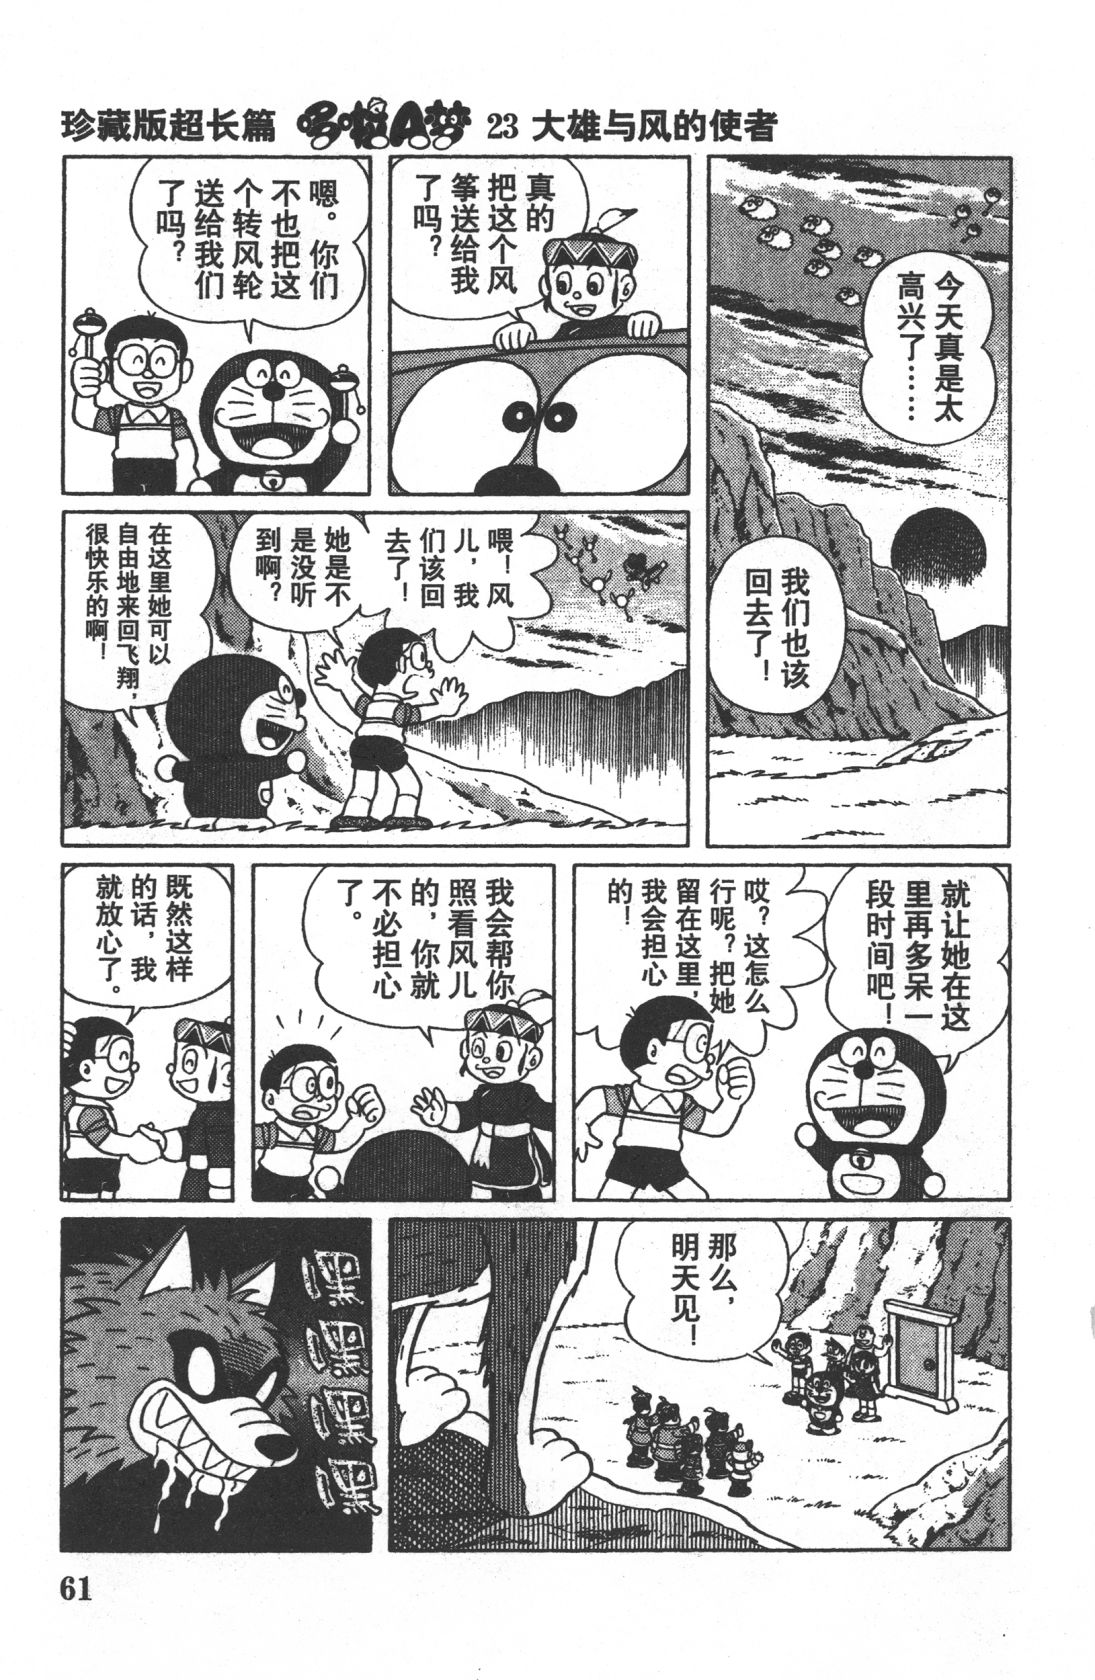 珍藏版超长篇 哆啦A梦 23 大雄与风的使者
今天真是太
高兴了……
我们也该
回去了！
真的
把这个风
筝送给我
了吗？
嗯。你们
不也把这
个转风轮
送给我们
了吗？
喂！风
儿，我
们该回
去了！
她是不
是没听
到啊？
在这里她可以
自由地来回飞翔，
很快乐的啊！
就让她在这
里再多呆一
段时间吧！
哎？这怎么
行呢？把她
留在这里，
我会担心
的！
我会帮你
照看风儿
的，你就
不必担心
了。
既然这样
的话，我
就放心了。
那么，
明天见！
嘿嘿嘿嘿
61